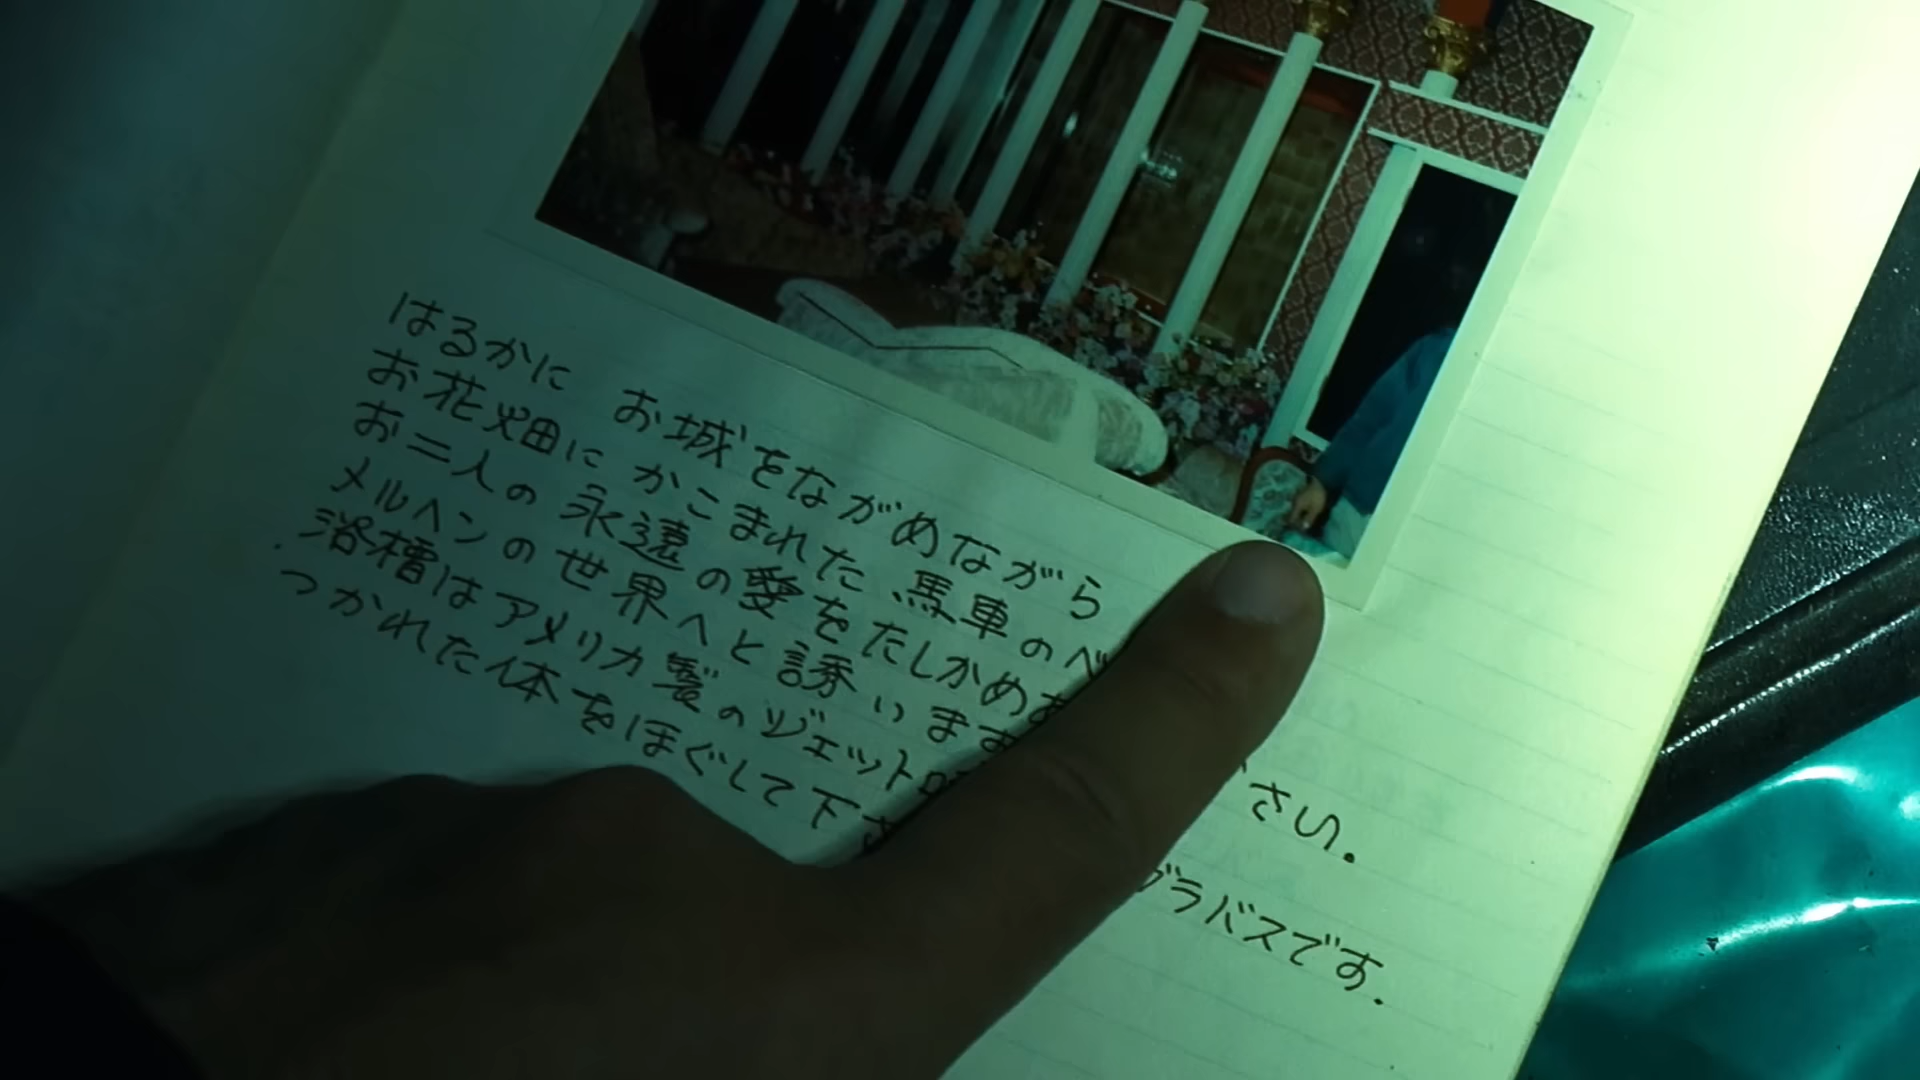 はるかに お城をながめながら
お花畑に かこまれた 馬車のベ
お二人の 永遠の愛をたしかめあ さい。
メルヘンの世界へと誘います
・浴槽はアメリカ製のジェット グラバスです.
つかれた体をほぐして下さ